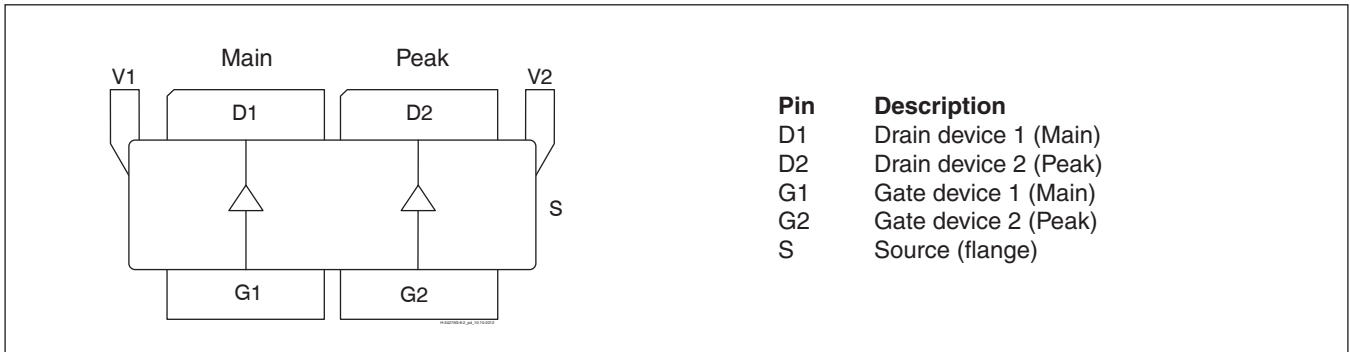 Main Peak
V1 V2
D1 D2
S
G1 G2
Pin Description
D1 Drain device 1 (Main)
D2 Drain device 2 (Peak)
G1 Gate device 1 (Main)
G2 Gate device 2 (Peak)
S Source (flange)